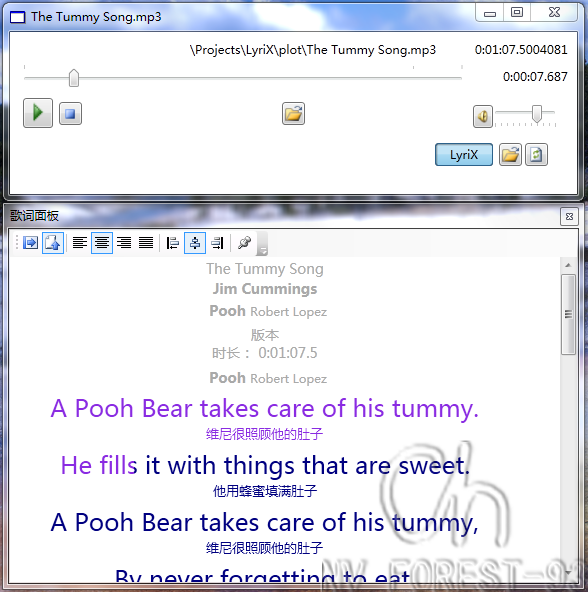 The Tummy Song.mp3
\Projects\LyriX\plot\The Tummy Song.mp3
0:01:07.5004081
0:00:07.687
LyriX
歌词面板
The Tummy Song
Jim Cummings
Pooh Robert Lopez
版本
时长： 0:01:07.5
Pooh Robert Lopez
A Pooh Bear takes care of his tummy.
维尼很照顾他的肚子
He fills it with things that are sweet.
他用蜂蜜填满肚子
A Pooh Bear takes care of his tummy,
维尼很照顾他的肚子
By never forgetting to eat
Ch
NV FOREST-92